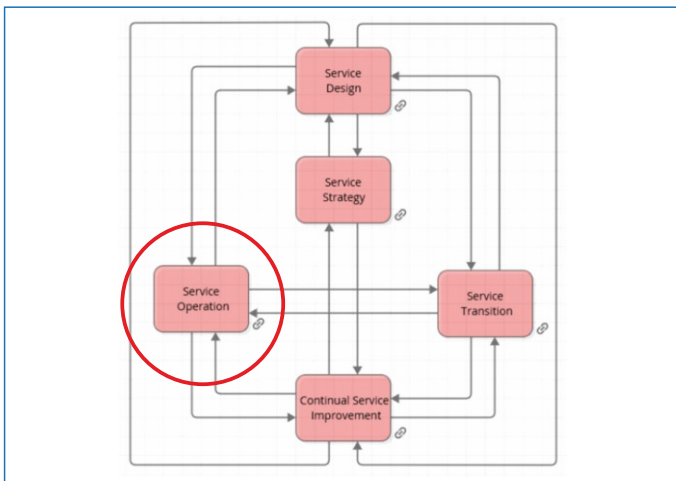 Service
Design
Service
Strategy
Service
Operation
Service
Transition
Continual Service
Improvement